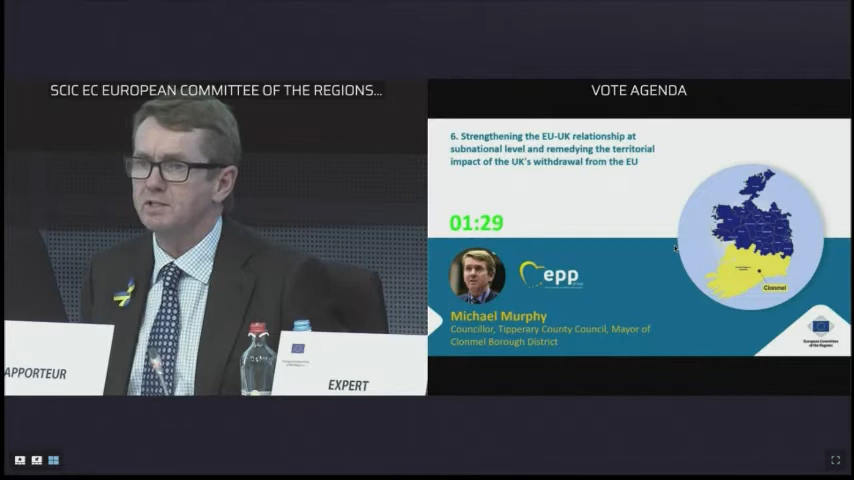 SCIC EC EUROPEAN COMMITTEE OF THE REGIONS...
APPORTEUR
EXPERT
VOTE AGENDA
6. Strengthening the EU-UK relationship at
subnational level and remedying the territorial
impact of the UK's withdrawal from the EU
01:29
epp
Michael Murphy
Councillor, Tipperary County Council, Mayor of
Clonmel Borough District
Clonmel
European Committee
of the Regions